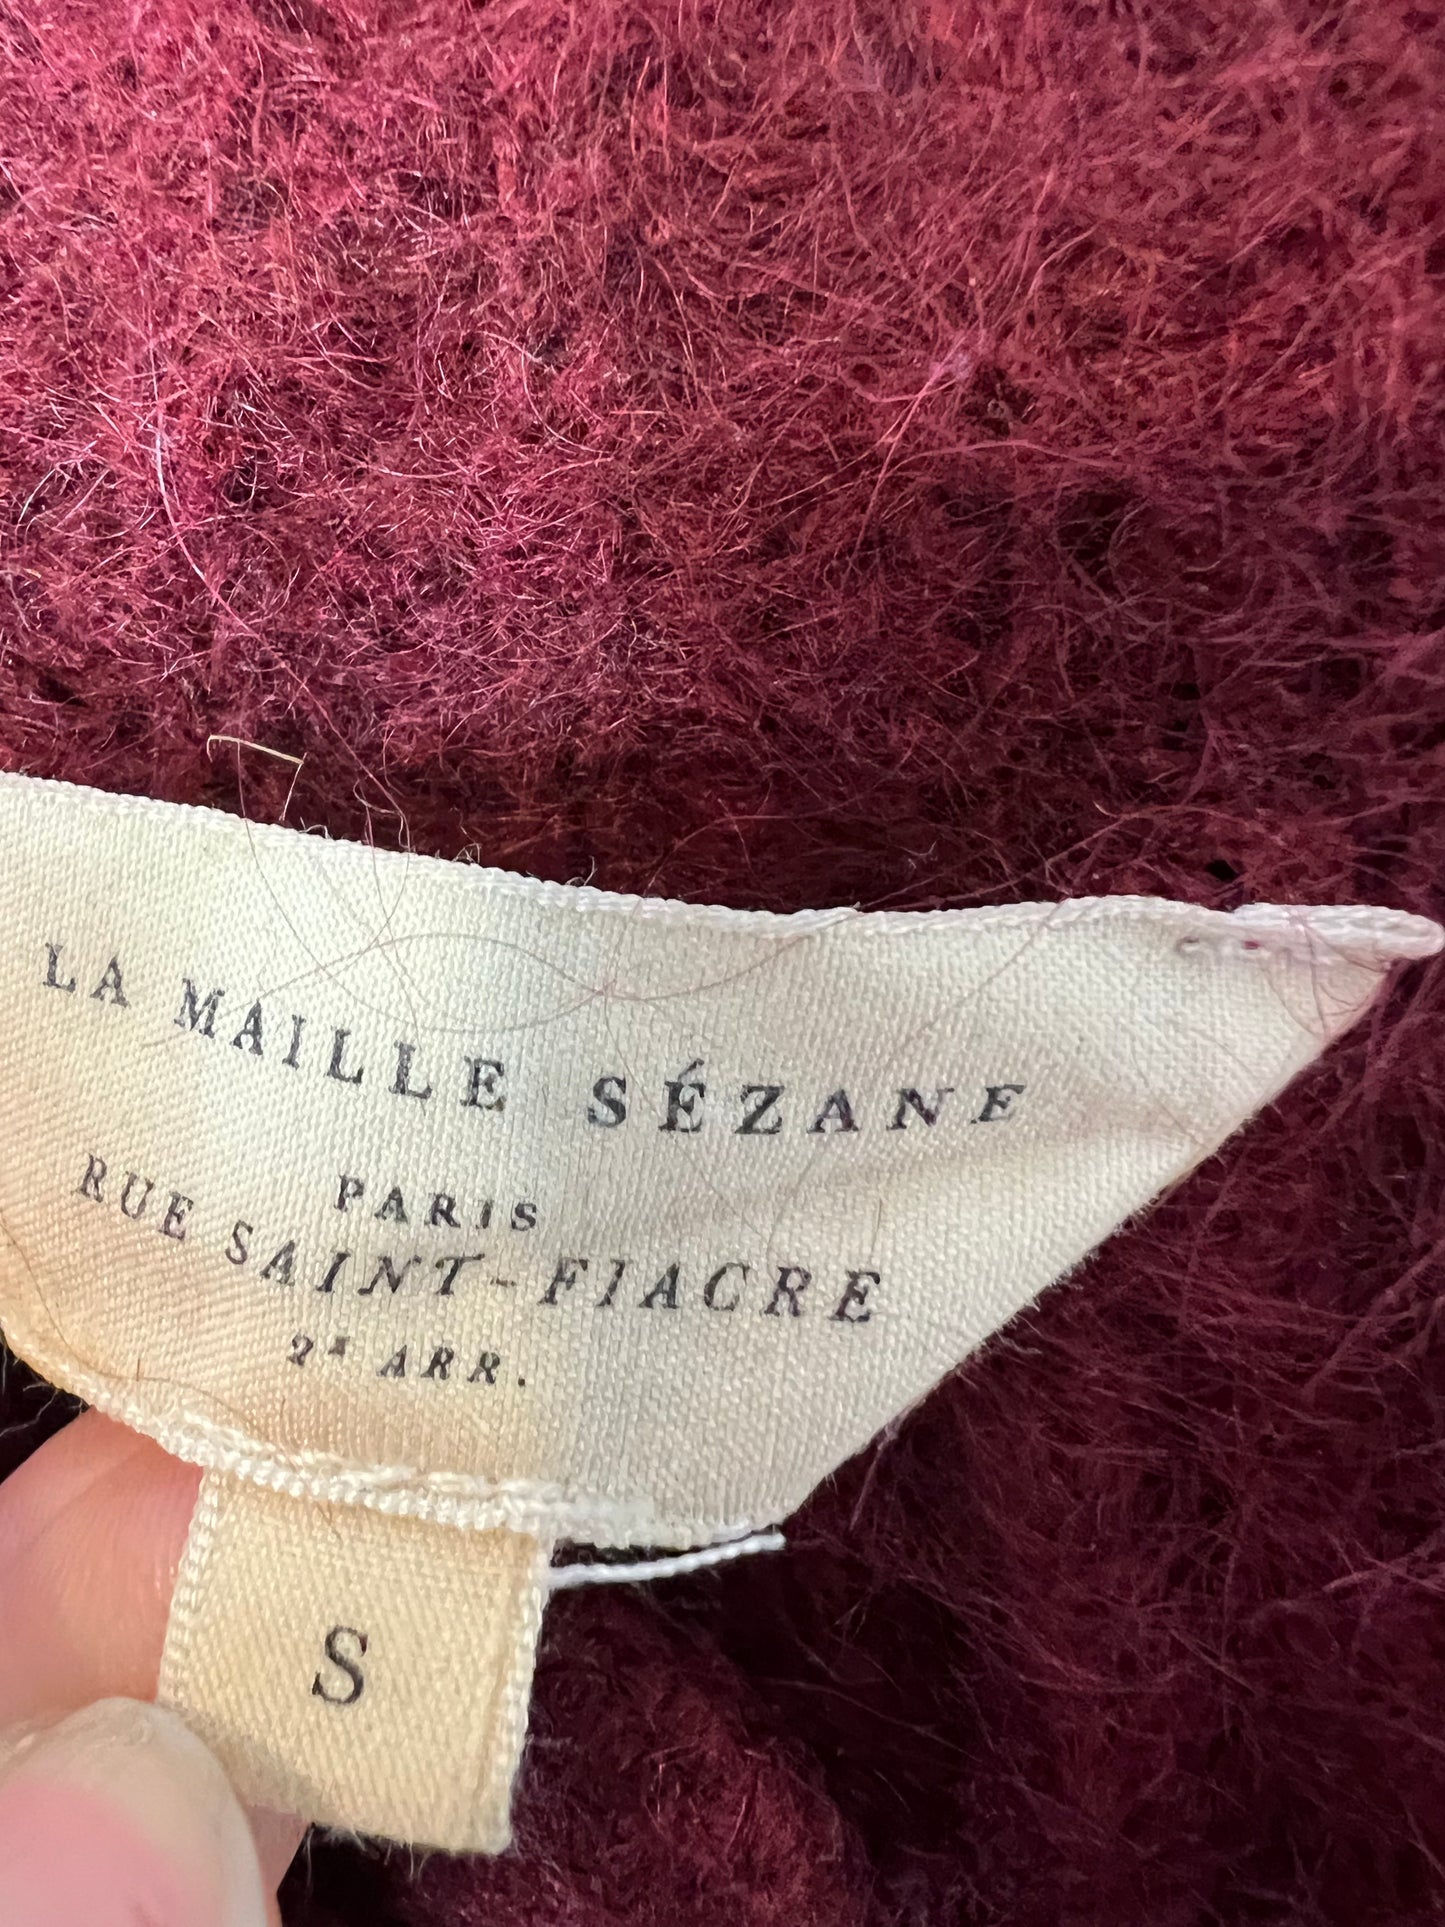 LA MAILLE SÉZANE
PARIS
RUE SAINT-FIACRE
2E ARR.
S